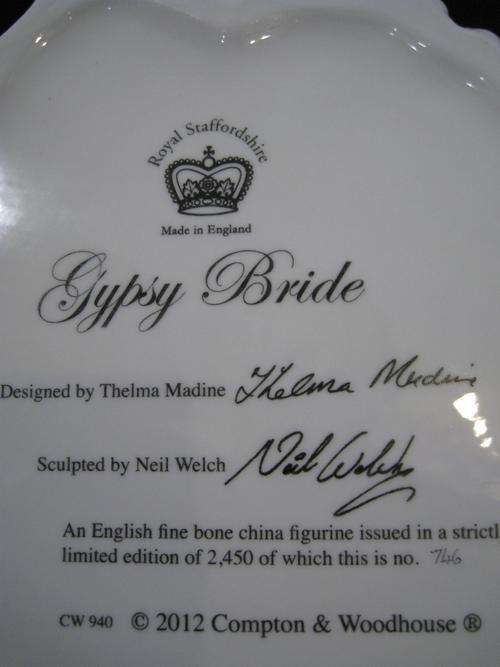 Royal Staffordshire
Made in England
Gypsy Bride
Designed by Thelma Madine Thelma Madine
Sculpted by Neil Welch Neil Welch
An English fine bone china figurine issued in a strictl
limited edition of 2,450 of which this is no. 746
CW 940 © 2012 Compton & Woodhouse ®